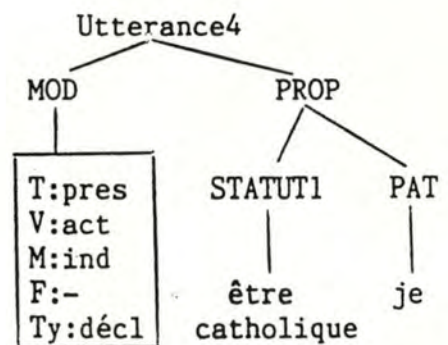 Utterance4
MOD PROP
T:pres STATUT1 PAT
V:act
M:ind
F:- être je
Ty:décl catholique